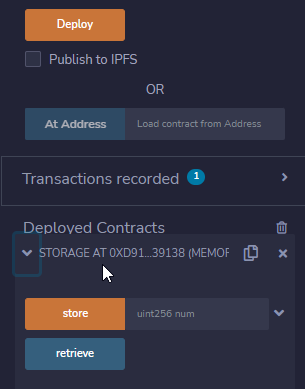 Deploy
Publish to IPFS
OR
At Address Load contract from Address
Transactions recorded 1
Deployed Contracts
STORAGE AT 0XD91...39138 (MEMOR
store uint256 num
retrieve